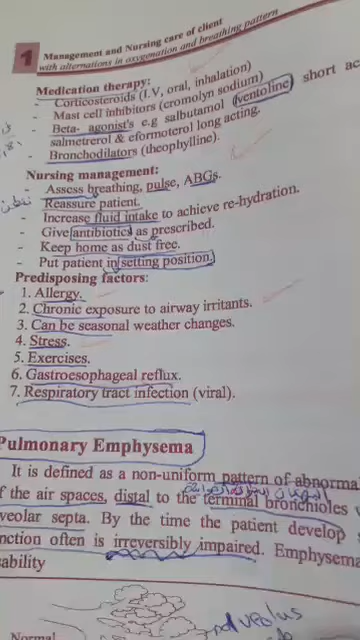 1
Management and Nursing care of client
with alternations in oxygenation and breathing pattern
Medication therapy:
- Corticosteroids (I.V, oral, inhalation)
- Mast cell inhibitors (cromolyn sodium)
- Beta- agonist's e.g salbutamol (ventoline) short ac
salmetrerol & eformoterol long acting.
- Bronchodilators (theophylline).
Nursing management:
- Assess breathing, pulse, ABGs.
- Reassure patient.
- Increase fluid intake to achieve re-hydration.
- Give antibiotics as prescribed.
- Keep home as dust free.
- Put patient in setting position.
Predisposing factors:
1. Allergy.
2. Chronic exposure to airway irritants.
3. Can be seasonal weather changes.
4. Stress.
5. Exercises.
6. Gastroesophageal reflux.
7. Respiratory tract infection (viral).
Pulmonary Emphysema
It is defined as a non-uniform pattern of abnorma
f the air spaces, distal to the terminal bronchioles
veolar septa. By the time the patient develop
nction often is irreversibly impaired. Emphysema
sability
alveolus
Normal